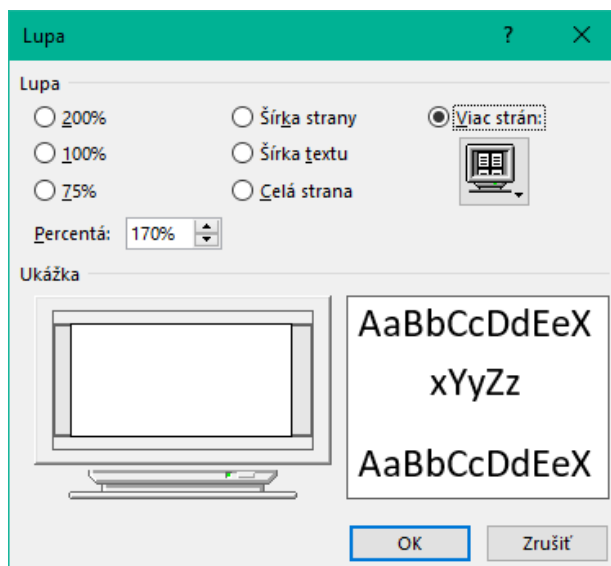 Lupa ?
Lupa
200% Šírka strany Viac strán:
100% Šírka textu
75% Celá strana
Percentá: 170%
Ukážka
AaBbCcDdEeX
xYyZz
AaBbCcDdEeX
OK Zrušiť